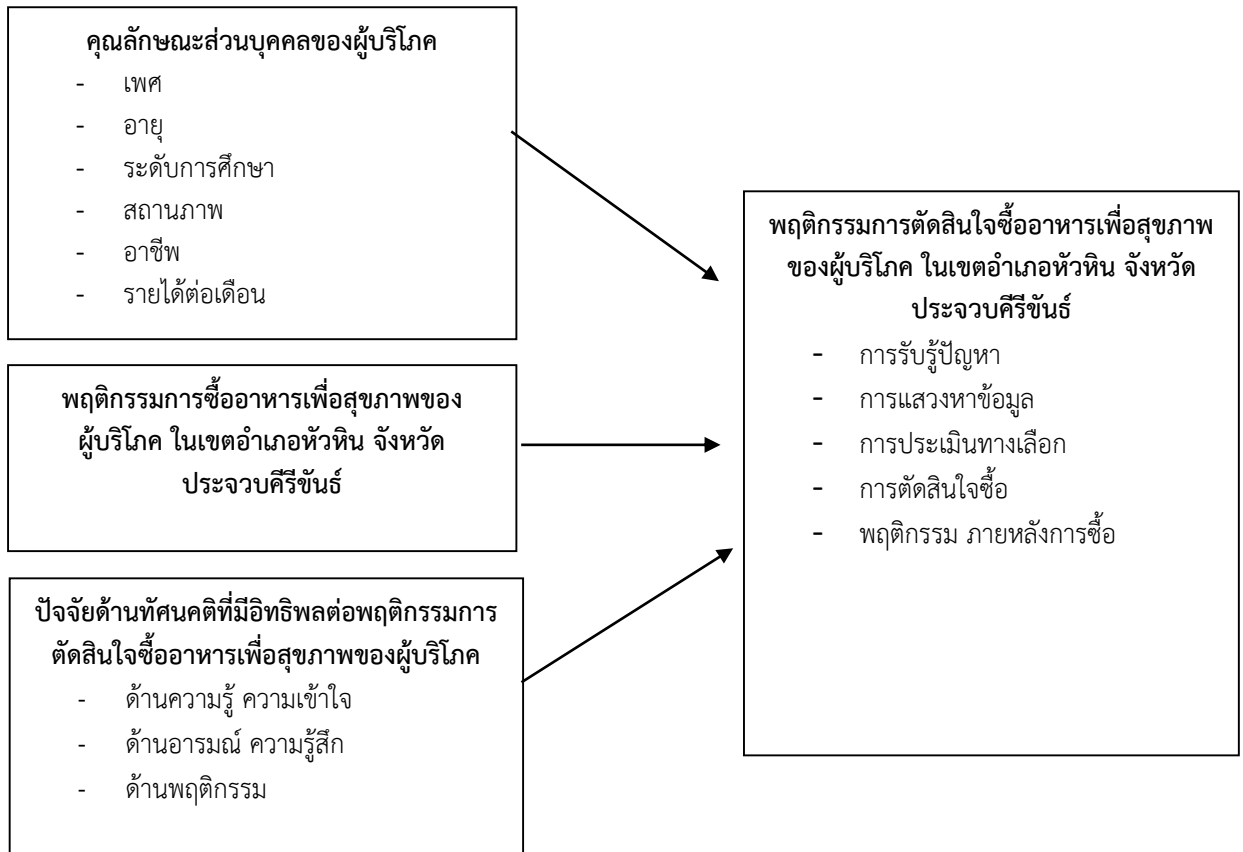 คุณลักษณะส่วนบุคคลของผู้บริโภค
- เพศ
- อายุ
- ระดับการศึกษา
- สถานภาพ
- อาชีพ
- รายได้ต่อเดือน
พฤติกรรมการซื้ออาหารเพื่อสุขภาพของ
ผู้บริโภค ในเขตอำเภอหัวหิน จังหวัด
ประจวบคีรีขันธ์
ปัจจัยด้านทัศนคติที่มีอิทธิพลต่อพฤติกรรมการ
ตัดสินใจซื้ออาหารเพื่อสุขภาพของผู้บริโภค
- ด้านความรู้ ความเข้าใจ
- ด้านอารมณ์ ความรู้สึก
- ด้านพฤติกรรม
พฤติกรรมการตัดสินใจซื้ออาหารเพื่อสุขภาพ
ของผู้บริโภค ในเขตอำเภอหัวหิน จังหวัด
ประจวบคีรีขันธ์
- การรับรู้ปัญหา
- การแสวงหาข้อมูล
- การประเมินทางเลือก
- การตัดสินใจซื้อ
- พฤติกรรม ภายหลังการซื้อ